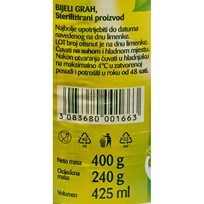 BIJELI GRAH,
Sterilizirani proizvod
Najbolje upotrijebiti do datuma
navedenog na dnu limenke.
LOT broj otisnut je na dnu limenke.
Čuvati na suhom i hladnom mjestu.
Nakon otvaranja čuvati u hladnjaku
na maksimalno 4°C u zatvorenoj
posudi i potrošiti u roku od 48 sati.
3 083680 001663
Neto masa 400 g
Ocijeđena masa 240 g
Volumen 425 ml